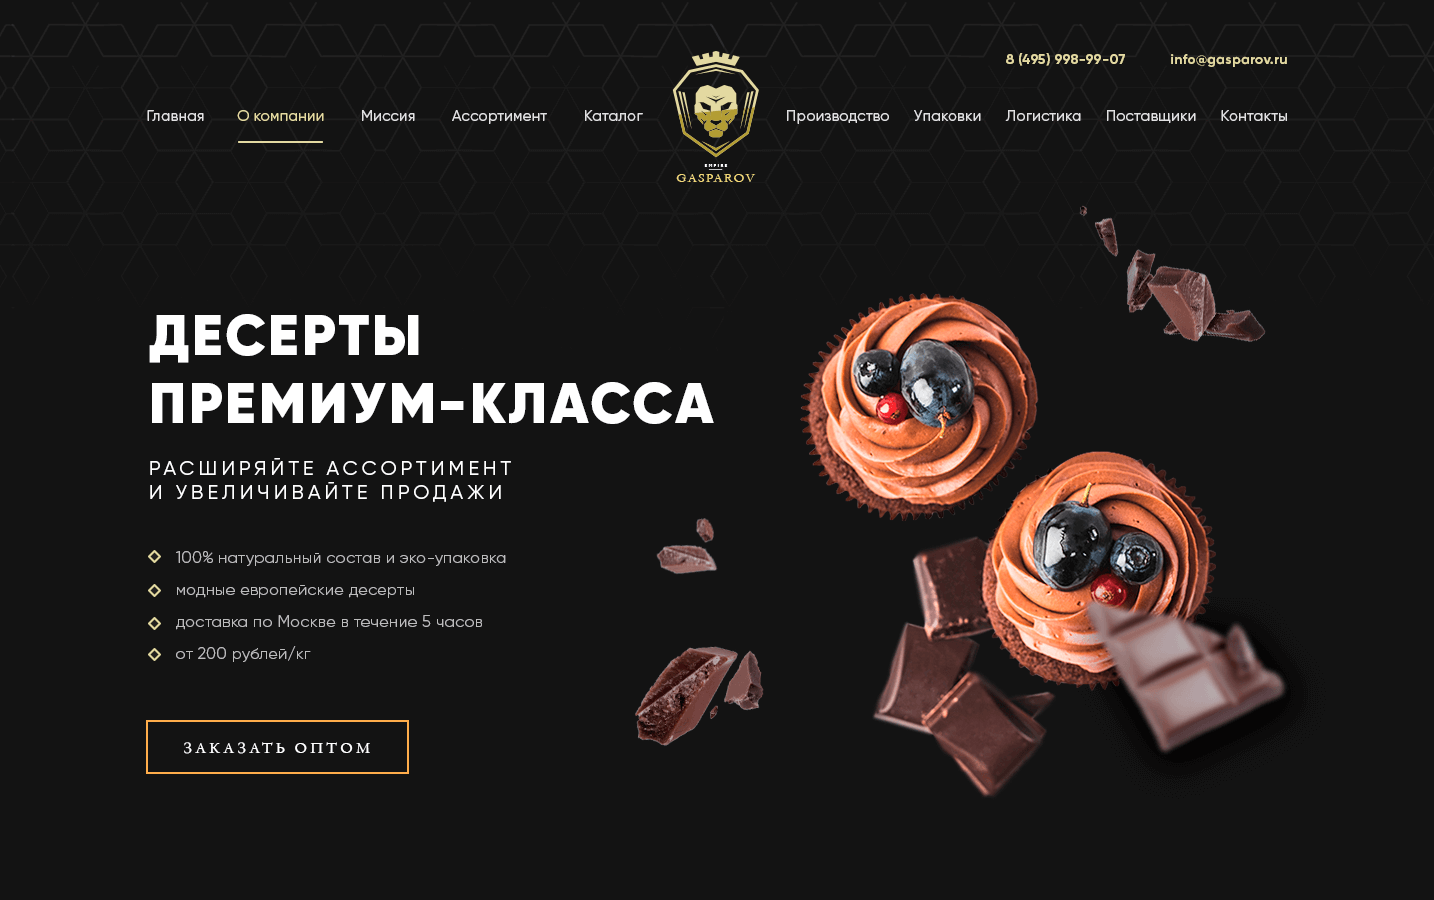 8 (495) 998-99-07 info@gasparov.ru
Главная О компании Миссия Ассортимент Каталог Производство Упаковки Логистика Поставщики Контакты
EMPIRE
GASPAROV
ДЕСЕРТЫ
ПРЕМИУМ-КЛАССА
РАСШИРЯЙТЕ АССОРТИМЕНТ
И УВЕЛИЧИВАЙТЕ ПРОДАЖИ
100% натуральный состав и эко-упаковка
модные европейские десерты
доставка по Москве в течение 5 часов
от 200 рублей/кг
ЗАКАЗАТЬ ОПТОМ